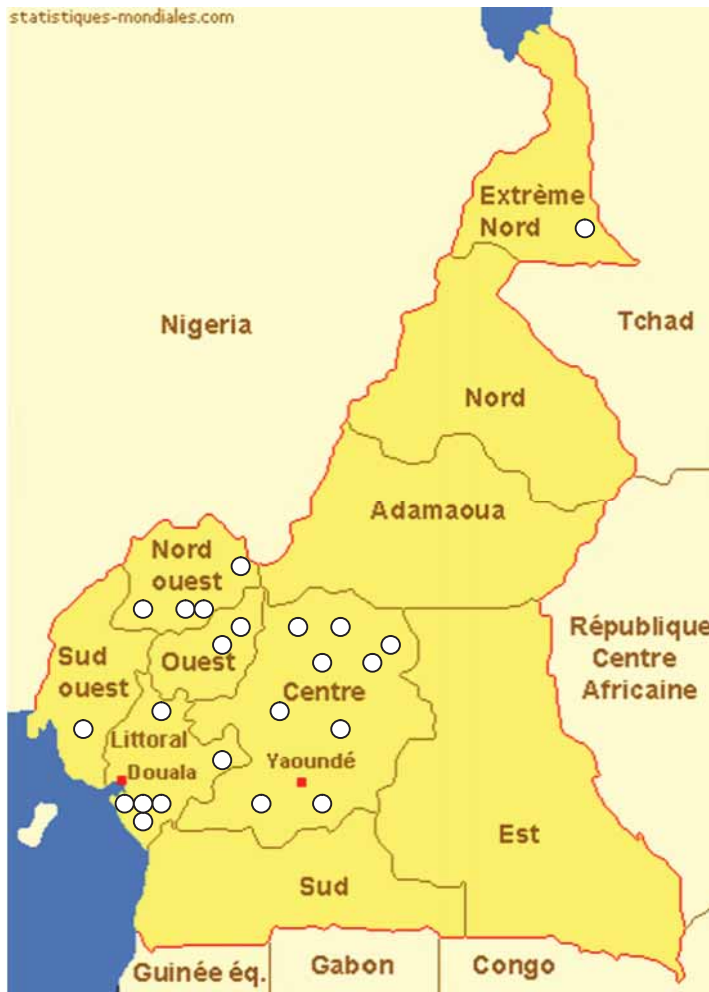 statistiques-mondiales.com
Extrème
Nord
Nigeria
Tchad
Nord
Adamaoua
Nord
ouest
République
Centre
Africaine
Sud
ouest
Ouest
Centre
Littoral
Yaoundé
Douala
Est
Sud
Guinée éq.
Gabon
Congo